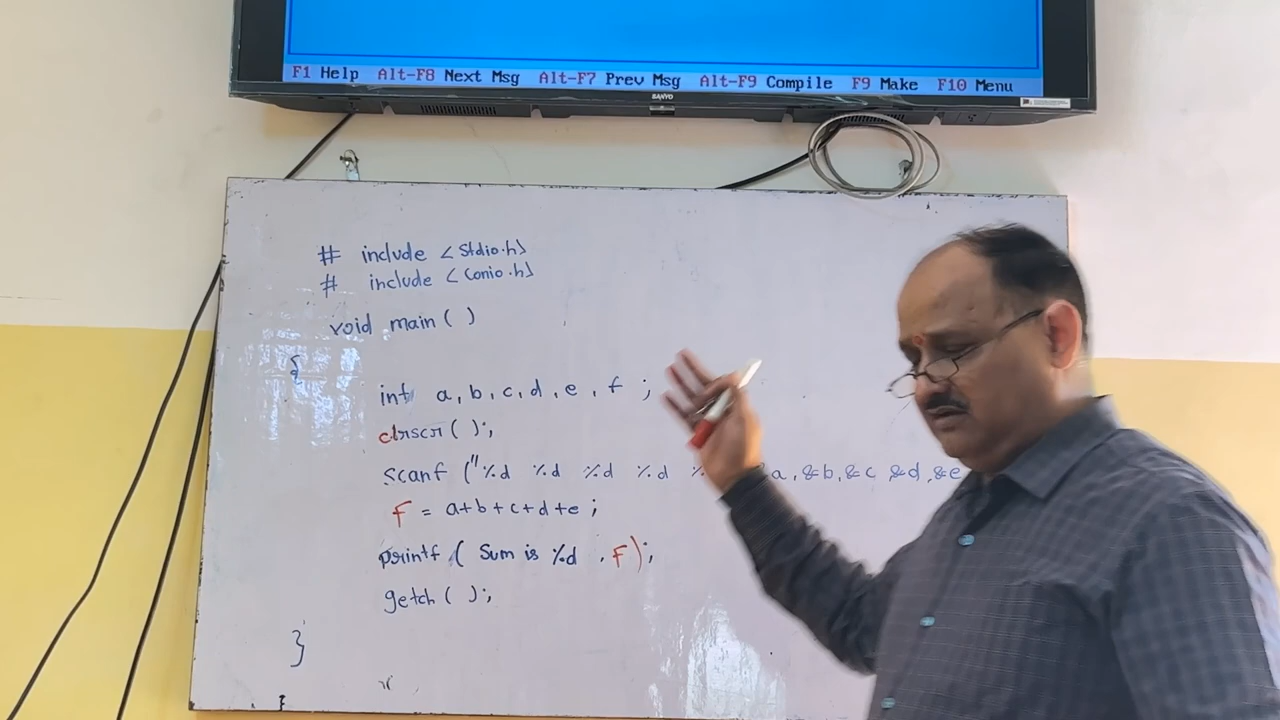 F1 Help Alt-F8 Next Msg Alt-F7 Prev Msg Alt-F9 Compile F9 Make F10 Menu
SANYO
# include <Stdio.h>
# include <Conio.h>
void main ( )
{
int a, b, c, d, e, f ;
clrscr ( );
scanf ("%d %d %d %d % a, &b, &c &d, &e
F = a+b+c+d+e ;
printf ( Sum is %d , F);
getch ( );
}